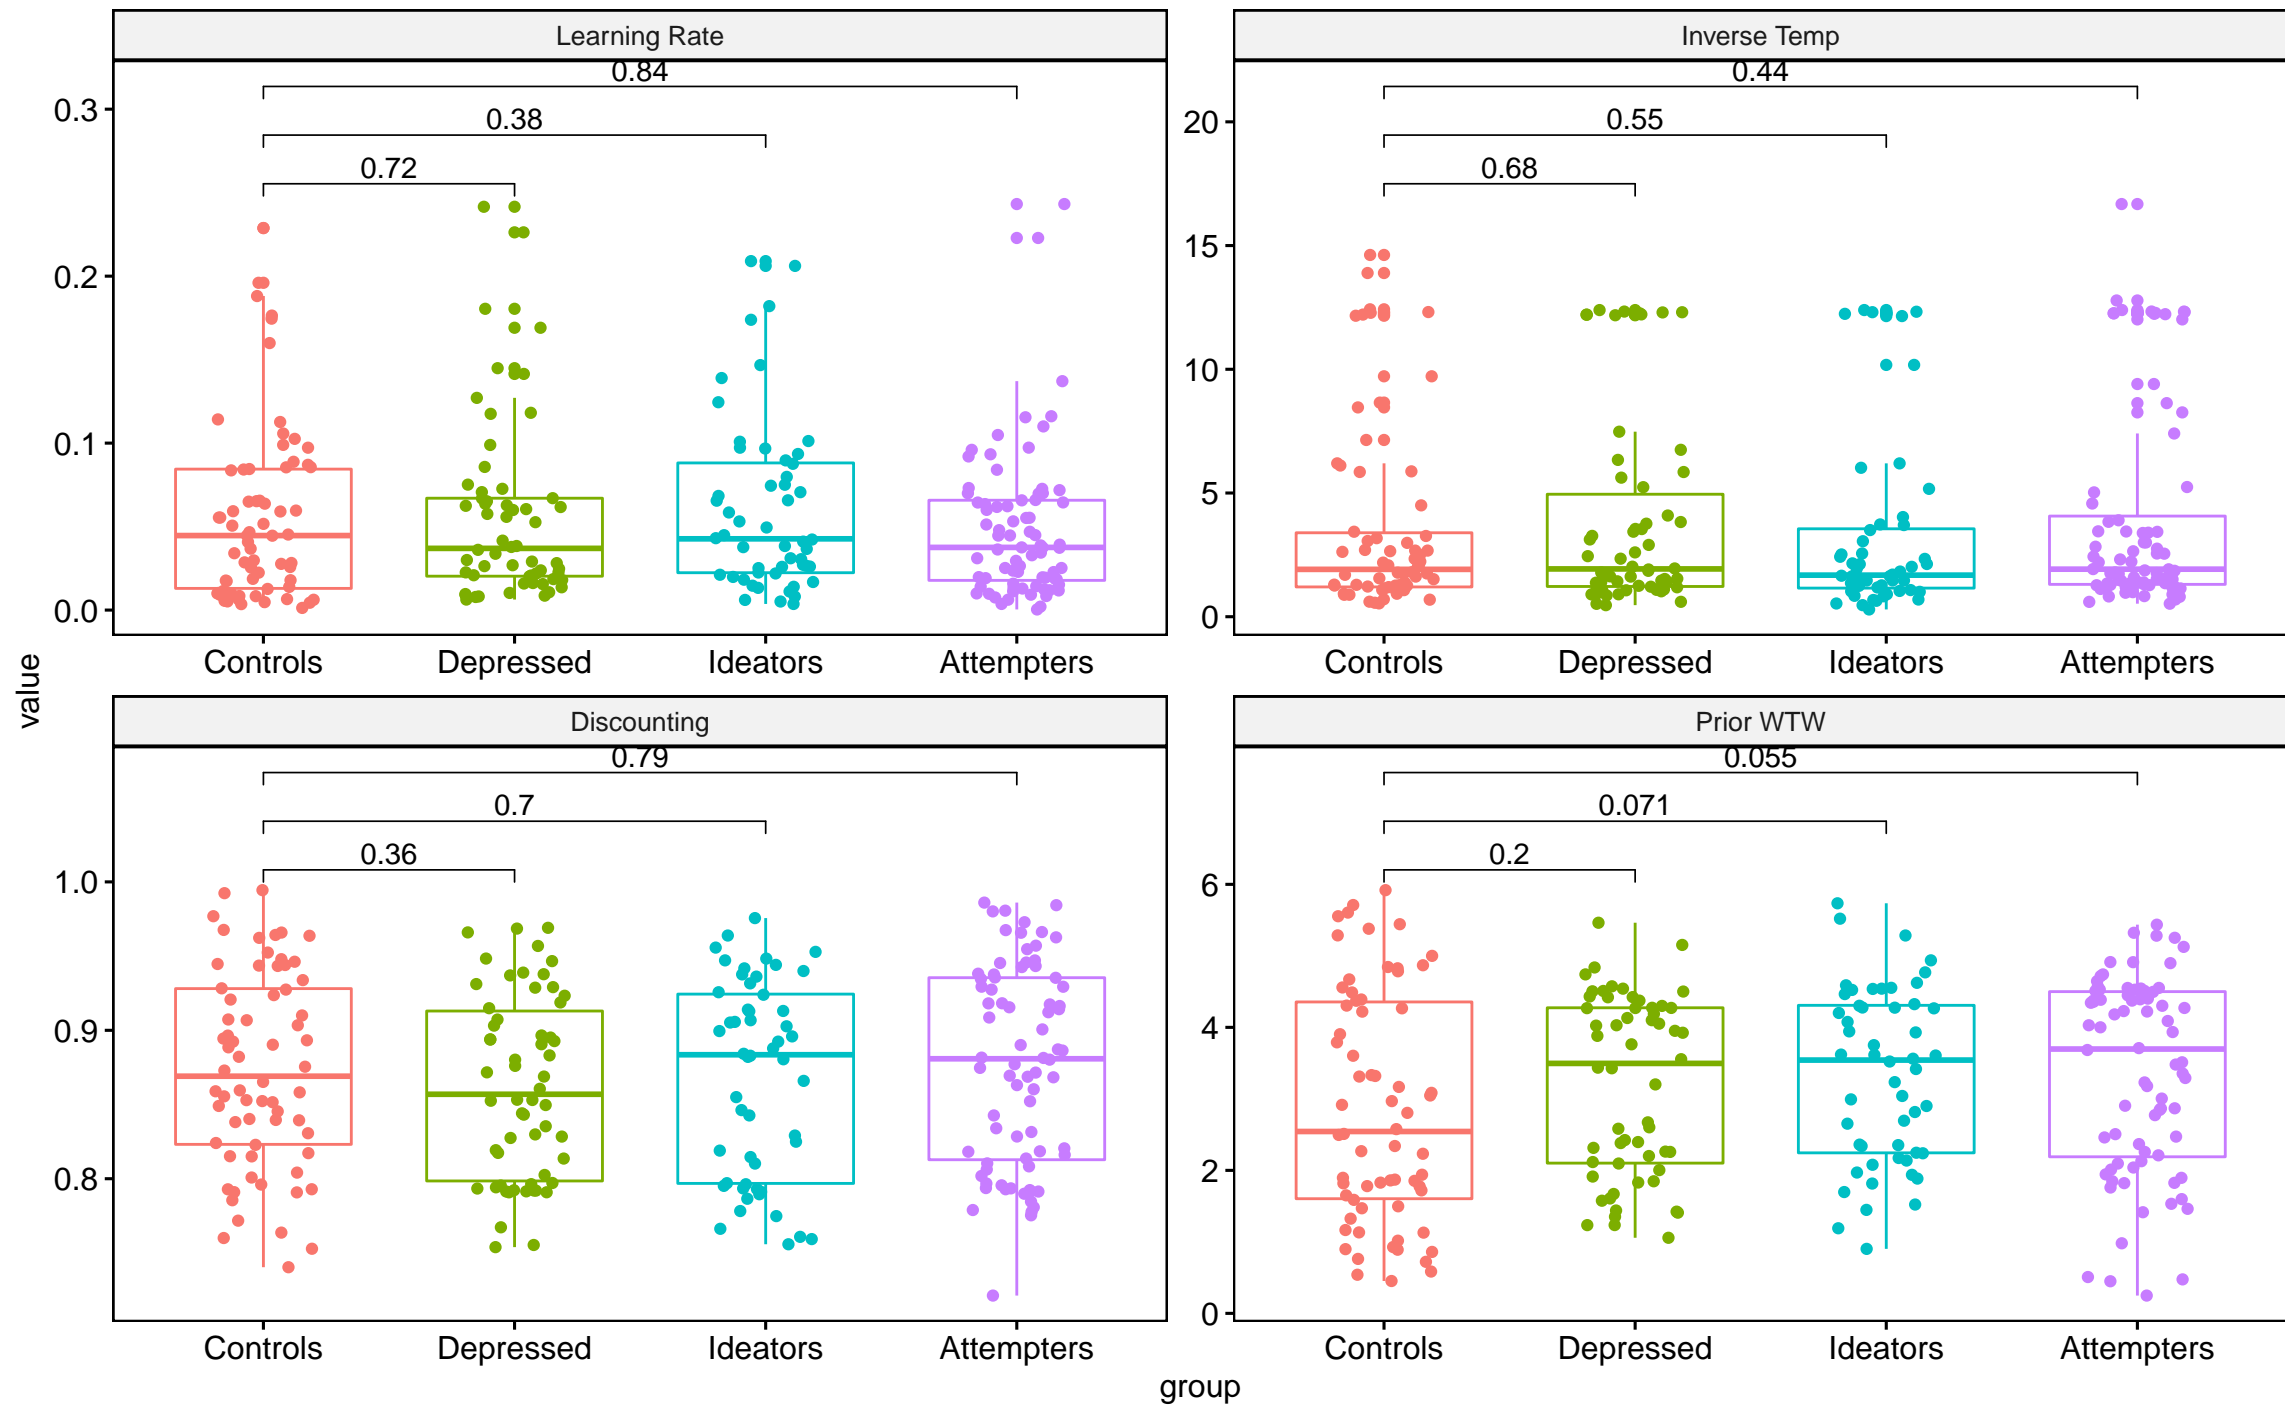 Learning Rate
0.84
0.38
0.72
0.3
0.2
0.1
0.0
Controls Depressed Ideators Attempters
Inverse Temp
0.44
0.55
0.68
20
15
10
5
0
Controls Depressed Ideators Attempters
value
Discounting
0.79
0.7
0.36
1.0
0.9
0.8
Controls Depressed Ideators Attempters
Prior WTW
0.055
0.071
0.2
6
4
2
0
Controls Depressed Ideators Attempters
group